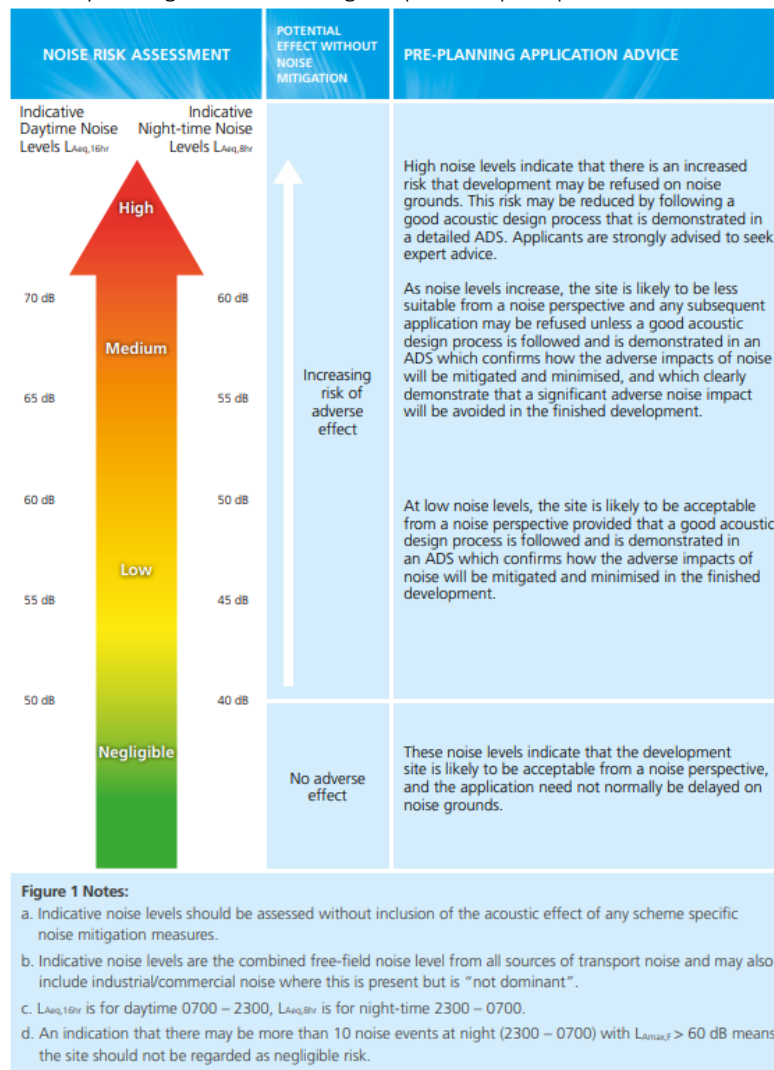 NOISE RISK ASSESSMENT
POTENTIAL
EFFECT WITHOUT
NOISE
MITIGATION
PRE-PLANNING APPLICATION ADVICE
Indicative
Daytime Noise
Levels LAeq,16hr
Indicative
Night-time Noise
Levels LAeq,8hr
High
70 dB
60 dB
Medium
65 dB
55 dB
60 dB
50 dB
Low
55 dB
45 dB
50 dB
40 dB
Negligible
Increasing
risk of
adverse
effect
No adverse
effect
High noise levels indicate that there is an increased
risk that development may be refused on noise
grounds. This risk may be reduced by following a
good acoustic design process that is demonstrated in
a detailed ADS. Applicants are strongly advised to seek
expert advice.
As noise levels increase, the site is likely to be less
suitable from a noise perspective and any subsequent
application may be refused unless a good acoustic
design process is followed and is demonstrated in an
ADS which confirms how the adverse impacts of noise
will be mitigated and minimised, and which clearly
demonstrate that a significant adverse noise impact
will be avoided in the finished development.
At low noise levels, the site is likely to be acceptable
from a noise perspective provided that a good acoustic
design process is followed and is demonstrated in
an ADS which confirms how the adverse impacts of
noise will be mitigated and minimised in the finished
development.
These noise levels indicate that the development
site is likely to be acceptable from a noise perspective,
and the application need not normally be delayed on
noise grounds.
Figure 1 Notes:
a. Indicative noise levels should be assessed without inclusion of the acoustic effect of any scheme specific
noise mitigation measures.
b. Indicative noise levels are the combined free-field noise level from all sources of transport noise and may also
include industrial/commercial noise where this is present but is "not dominant".
c. LAeq,16hr is for daytime 0700 – 2300, LAeq,8hr is for night-time 2300 – 0700.
d. An indication that there may be more than 10 noise events at night (2300 – 0700) with LAmax,F > 60 dB means
the site should not be regarded as negligible risk.